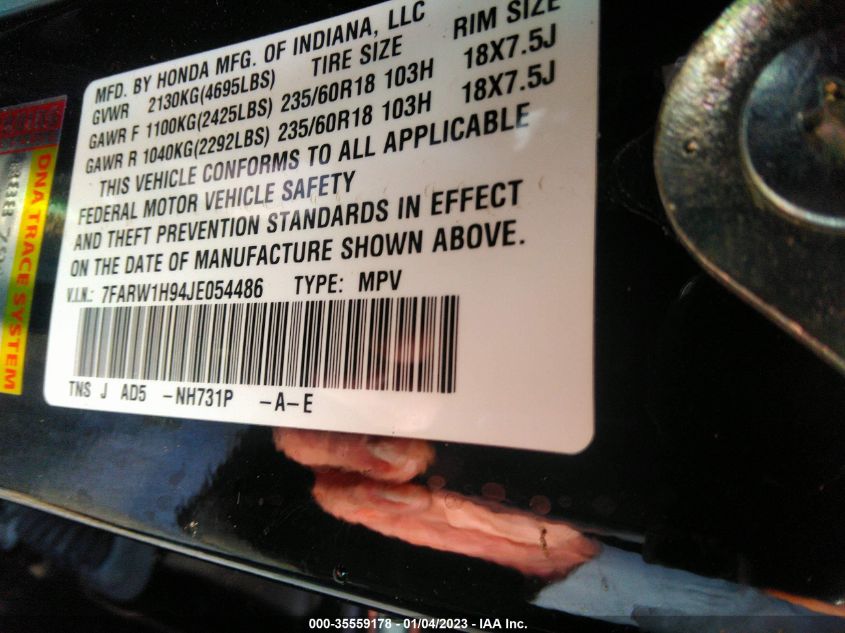 MFD. BY HONDA MFG. OF INDIANA, LLC
GVWR 2130KG(4695LBS) TIRE SIZE RIM SIZE
GAWR F 1100KG(2425LBS) 235/60R18 103H 18X7.5J
GAWR R 1040KG(2292LBS) 235/60R18 103H 18X7.5J
THIS VEHICLE CONFORMS TO ALL APPLICABLE
FEDERAL MOTOR VEHICLE SAFETY
AND THEFT PREVENTION STANDARDS IN EFFECT
ON THE DATE OF MANUFACTURE SHOWN ABOVE.
V.I.N.: 7FARW1H94JE054486 TYPE: MPV
TNS J AD5 -NH731P -A-E
DNA TRACE SYSTEM
000-35559178 - 01/04/2023 - IAA Inc.